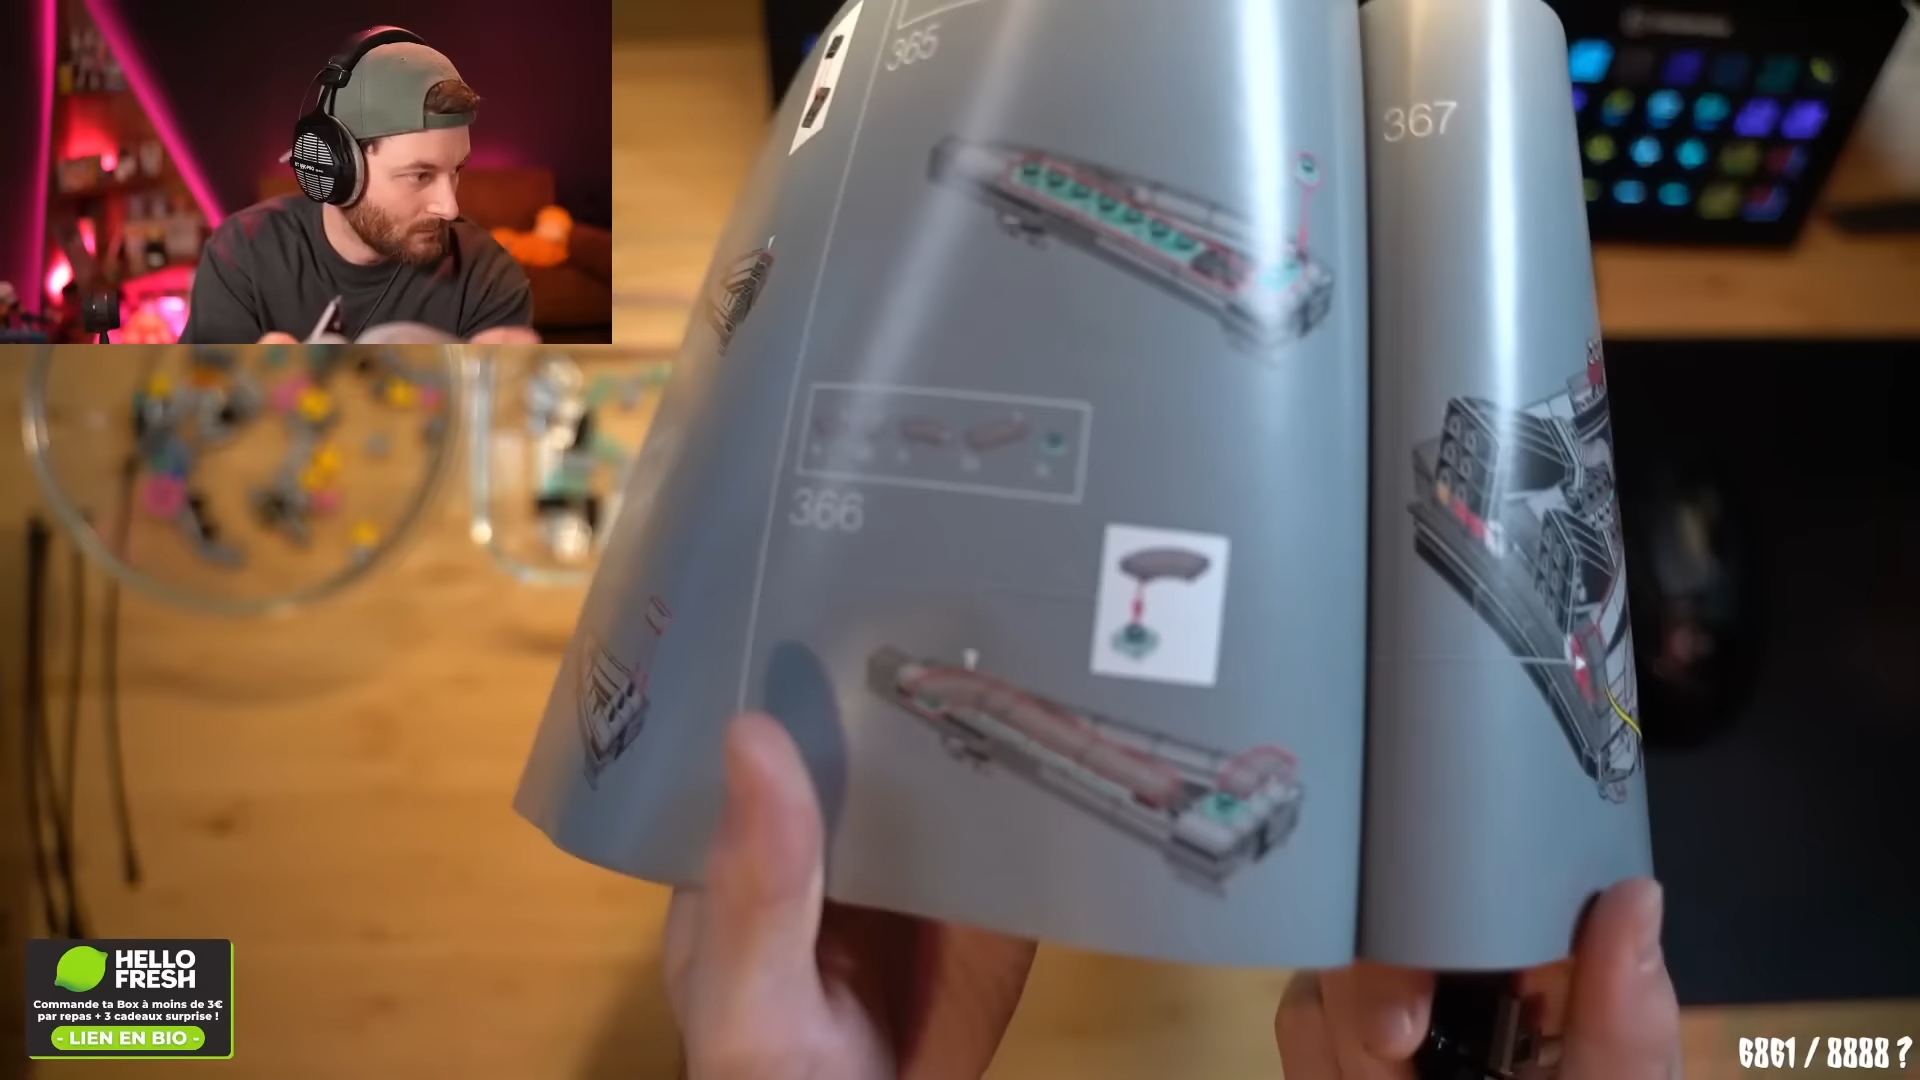 365
367
366
HELLO
FRESH
Commande ta Box à moins de 3€
par repas + 3 cadeaux surprise !
- LIEN EN BIO -
6861 / 8888 ?